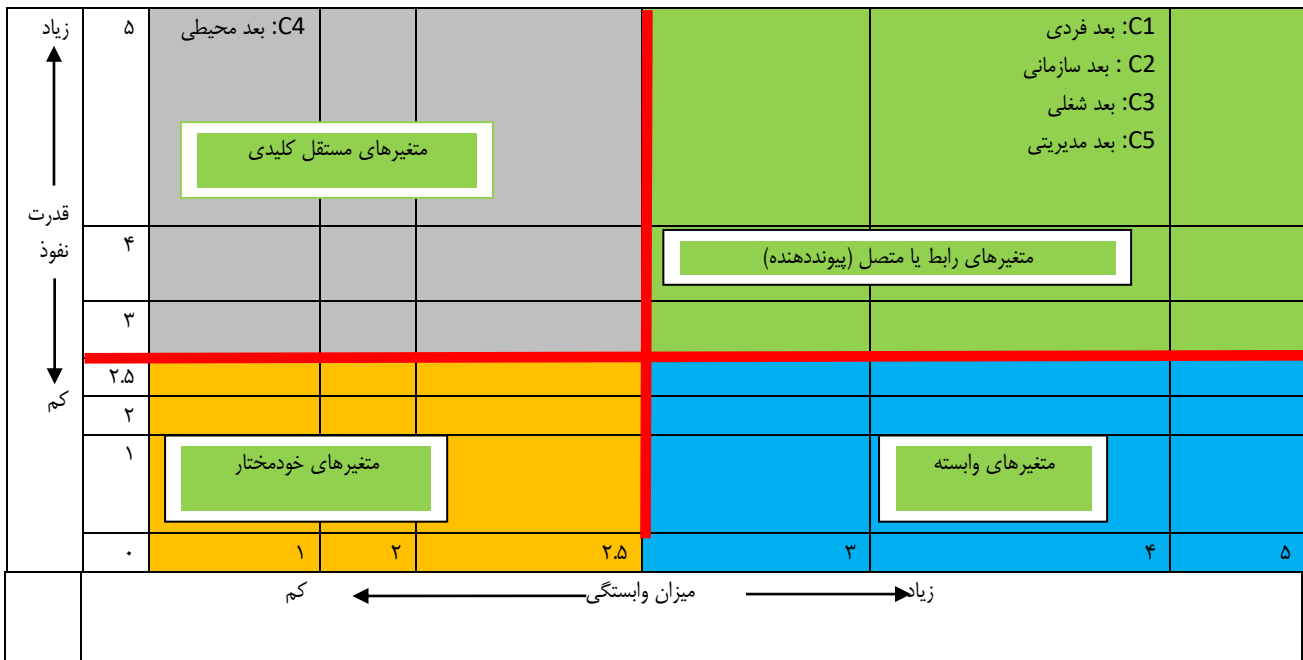 زیاد
۵
C4: بعد محیطی
C1: بعد فردی
C2 : بعد سازمانی
C3: بعد شغلی
C5: بعد مدیریتی
متغیرهای مستقل کلیدی
قدرت
نفوذ
۴
متغیرهای رابط یا متصل (پیونددهنده)
۳
۲.۵
کم
۲
۱
متغیرهای خودمختار
متغیرهای وابسته
۰
۱
۲
۲.۵
۳
۴
۵
کم
میزان وابستگی
زیاد